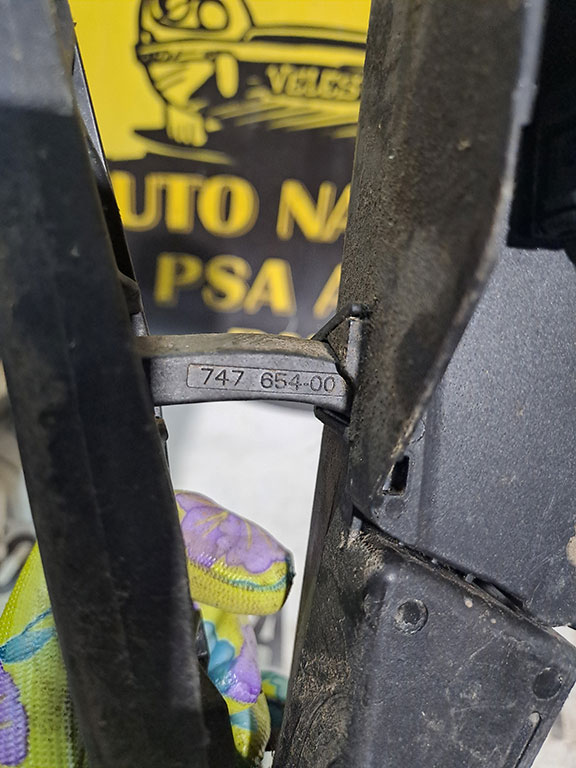 VELES
UTO NA
PSA A
747 654-00